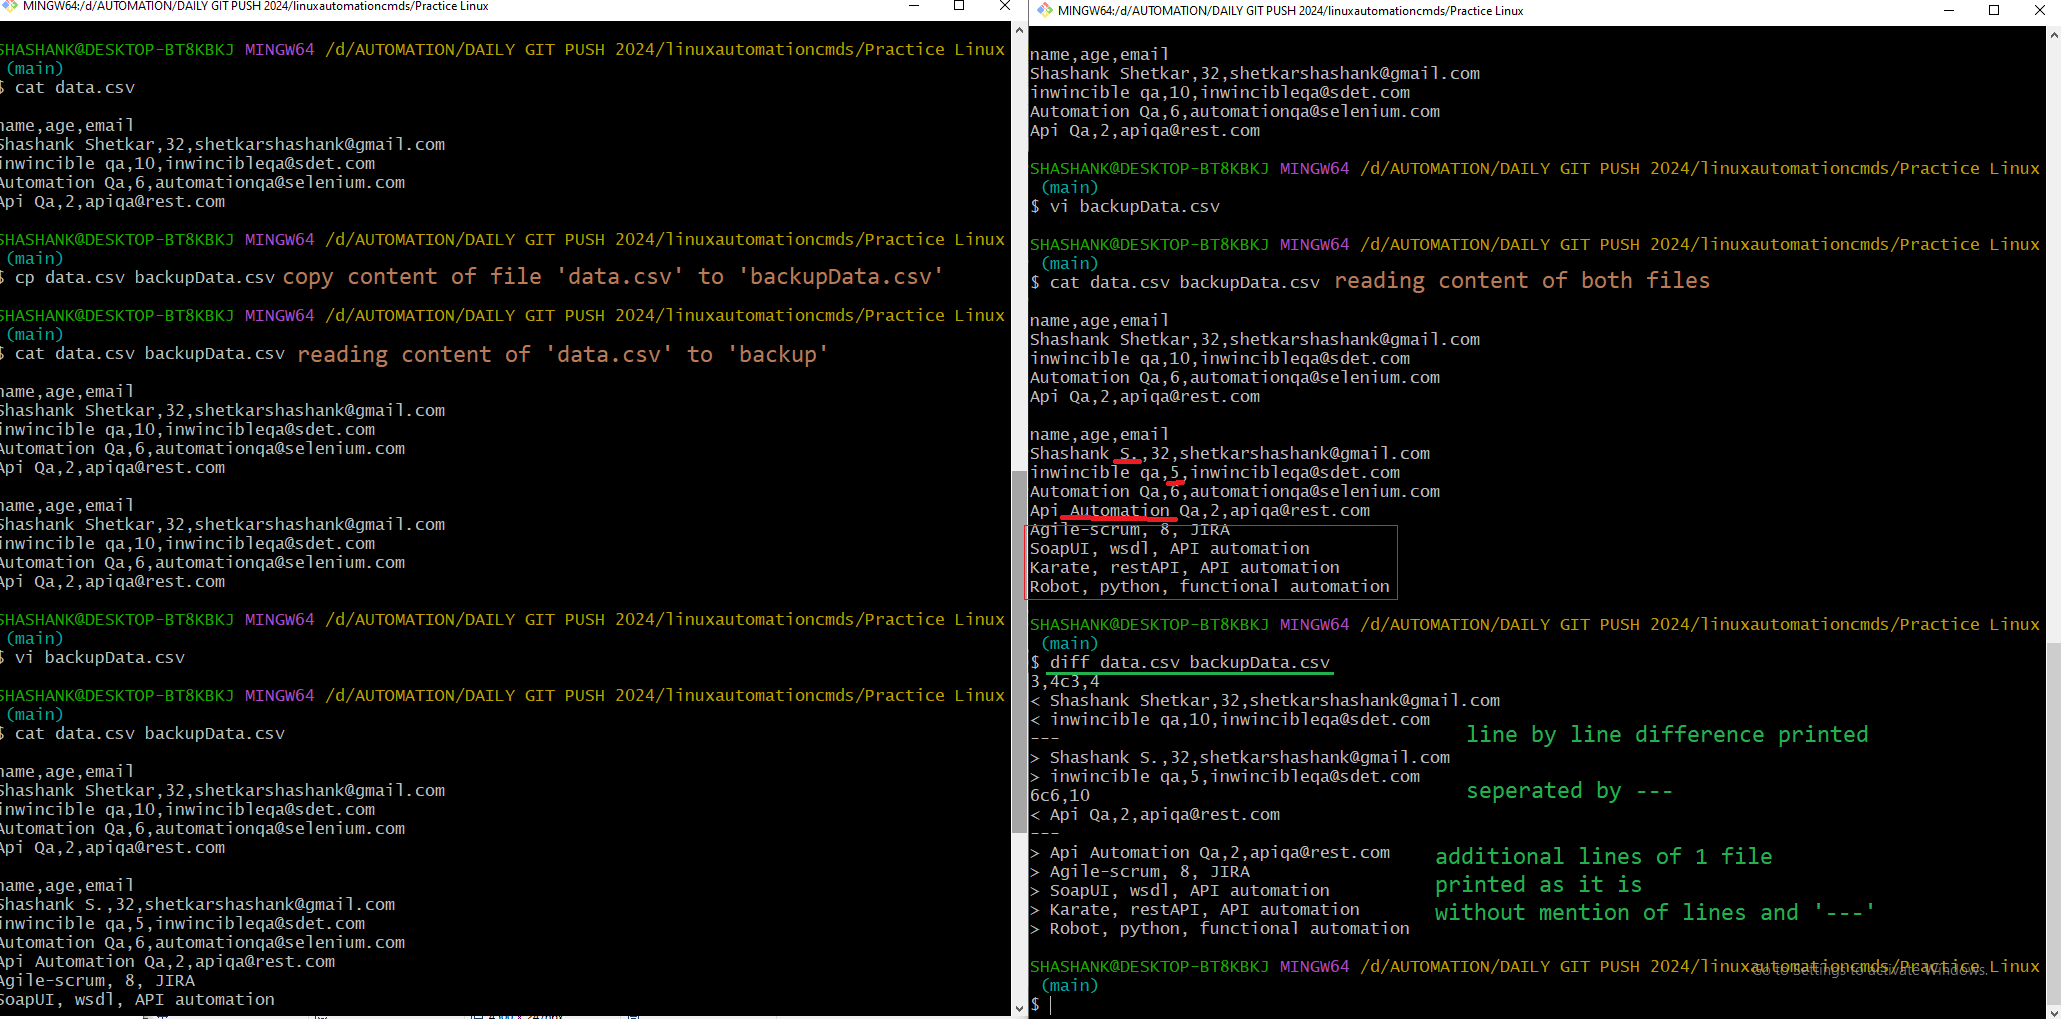 MINGW64:/d/AUTOMATION/DAILY GIT PUSH 2024/linuxautomationcmds/Practice Linux
SHASHANK@DESKTOP-BT8KBKJ MINGW64 /d/AUTOMATION/DAILY GIT PUSH 2024/linuxautomationcmds/Practice Linux
(main)
$ cat data.csv
name,age,email
Shashank Shetkar,32,shetkarshashank@gmail.com
inwincible qa,10,inwincibleqa@sdet.com
Automation Qa,6,automationqa@selenium.com
Api Qa,2,apiqa@rest.com
SHASHANK@DESKTOP-BT8KBKJ MINGW64 /d/AUTOMATION/DAILY GIT PUSH 2024/linuxautomationcmds/Practice Linux
(main)
$ cp data.csv backupData.csv copy content of file 'data.csv' to 'backupData.csv'
SHASHANK@DESKTOP-BT8KBKJ MINGW64 /d/AUTOMATION/DAILY GIT PUSH 2024/linuxautomationcmds/Practice Linux
(main)
$ cat data.csv backupData.csv reading content of 'data.csv' to 'backup'
name,age,email
Shashank Shetkar,32,shetkarshashank@gmail.com
inwincible qa,10,inwincibleqa@sdet.com
Automation Qa,6,automationqa@selenium.com
Api Qa,2,apiqa@rest.com
name,age,email
Shashank Shetkar,32,shetkarshashank@gmail.com
inwincible qa,10,inwincibleqa@sdet.com
Automation Qa,6,automationqa@selenium.com
Api Qa,2,apiqa@rest.com
SHASHANK@DESKTOP-BT8KBKJ MINGW64 /d/AUTOMATION/DAILY GIT PUSH 2024/linuxautomationcmds/Practice Linux
(main)
$ vi backupData.csv
SHASHANK@DESKTOP-BT8KBKJ MINGW64 /d/AUTOMATION/DAILY GIT PUSH 2024/linuxautomationcmds/Practice Linux
(main)
$ cat data.csv backupData.csv
name,age,email
Shashank Shetkar,32,shetkarshashank@gmail.com
inwincible qa,10,inwincibleqa@sdet.com
Automation Qa,6,automationqa@selenium.com
Api Qa,2,apiqa@rest.com
name,age,email
Shashank S.,32,shetkarshashank@gmail.com
inwincible qa,5,inwincibleqa@sdet.com
Automation Qa,6,automationqa@selenium.com
Api Automation Qa,2,apiqa@rest.com
Agile-scrum, 8, JIRA
SoapUI, wsdl, API automation
MINGW64:/d/AUTOMATION/DAILY GIT PUSH 2024/linuxautomationcmds/Practice Linux
name,age,email
Shashank Shetkar,32,shetkarshashank@gmail.com
inwincible qa,10,inwincibleqa@sdet.com
Automation Qa,6,automationqa@selenium.com
Api Qa,2,apiqa@rest.com
SHASHANK@DESKTOP-BT8KBKJ MINGW64 /d/AUTOMATION/DAILY GIT PUSH 2024/linuxautomationcmds/Practice Linux
(main)
$ vi backupData.csv
SHASHANK@DESKTOP-BT8KBKJ MINGW64 /d/AUTOMATION/DAILY GIT PUSH 2024/linuxautomationcmds/Practice Linux
(main)
$ cat data.csv backupData.csv reading content of both files
name,age,email
Shashank Shetkar,32,shetkarshashank@gmail.com
inwincible qa,10,inwincibleqa@sdet.com
Automation Qa,6,automationqa@selenium.com
Api Qa,2,apiqa@rest.com
name,age,email
Shashank S.,32,shetkarshashank@gmail.com
inwincible qa,5,inwincibleqa@sdet.com
Automation Qa,6,automationqa@selenium.com
Api Automation Qa,2,apiqa@rest.com
Agile-scrum, 8, JIRA
SoapUI, wsdl, API automation
Karate, restAPI, API automation
Robot, python, functional automation
SHASHANK@DESKTOP-BT8KBKJ MINGW64 /d/AUTOMATION/DAILY GIT PUSH 2024/linuxautomationcmds/Practice Linux
(main)
$ diff data.csv backupData.csv
3,4c3,4
< Shashank Shetkar,32,shetkarshashank@gmail.com
< inwincible qa,10,inwincibleqa@sdet.com
---
> Shashank S.,32,shetkarshashank@gmail.com
> inwincible qa,5,inwincibleqa@sdet.com
6c6,10
< Api Qa,2,apiqa@rest.com
---
> Api Automation Qa,2,apiqa@rest.com
> Agile-scrum, 8, JIRA
> SoapUI, wsdl, API automation
> Karate, restAPI, API automation
> Robot, python, functional automation
line by line difference printed
seperated by ---
additional lines of 1 file
printed as it is
without mention of lines and '---'
SHASHANK@DESKTOP-BT8KBKJ MINGW64 /d/AUTOMATION/DAILY GIT PUSH 2024/linuxautomationcmds/Practice Linux
(main)
$
Go to Settings to activate Windows.